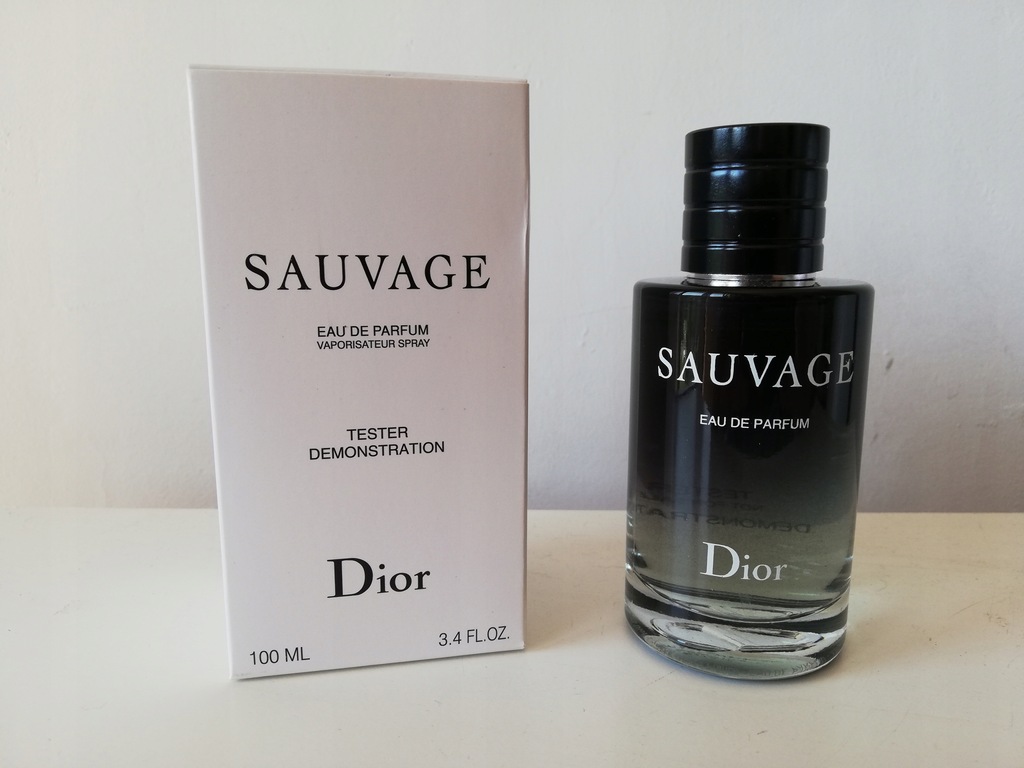 SAUVAGE
EAU DE PARFUM
VAPORISATEUR SPRAY
TESTER
DEMONSTRATION
Dior
100 ML
3.4 FL.OZ.
SAUVAGE
EAU DE PARFUM
Dior